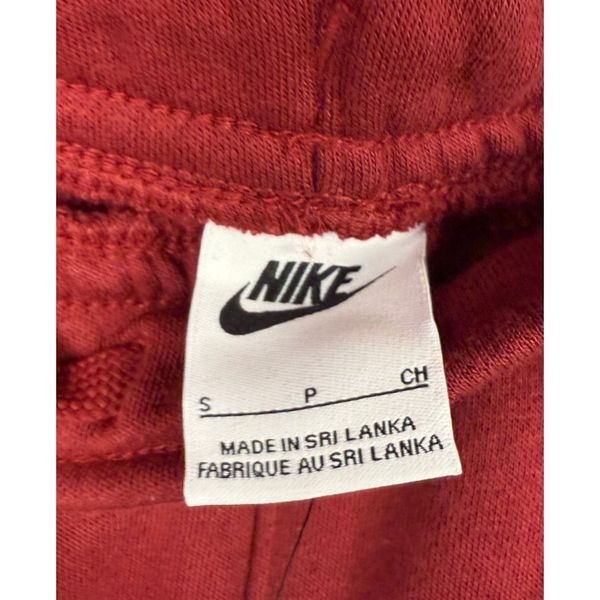 NIKE
S P CH
MADE IN SRI LANKA
FABRIQUE AU SRI LANKA